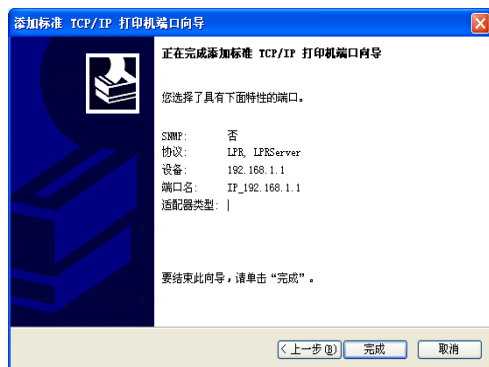 添加标准 TCP/IP 打印机端口向导
正在完成添加标准 TCP/IP 打印机端口向导
您选择了具有下面特性的端口。
SNMP: 否
协议: LPR, LPRServer
设备: 192.168.1.1
端口名: IP_192.168.1.1
适配器类型:
要结束此向导，请单击“完成”。
<上一步(B) 完成 取消